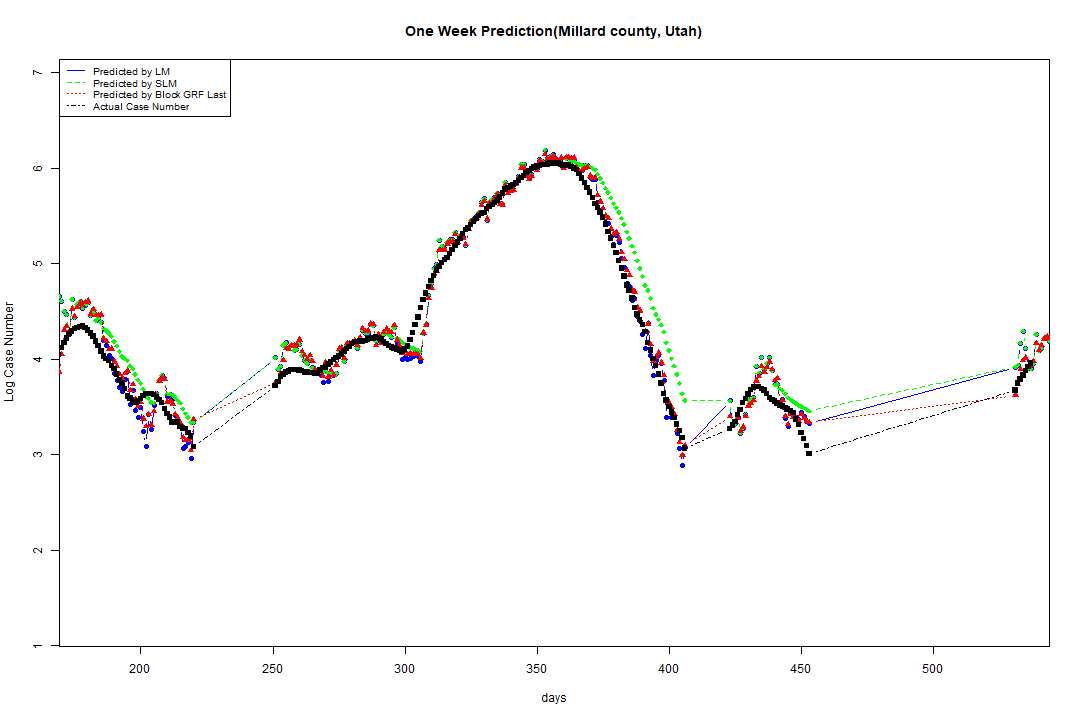 One Week Prediction(Millard county, Utah)
Predicted by LM
Predicted by SLM
Predicted by Block GRF Last
Actual Case Number
7
6
5
4
3
2
1
Log Case Number
200 250 300 350 400 450 500
days